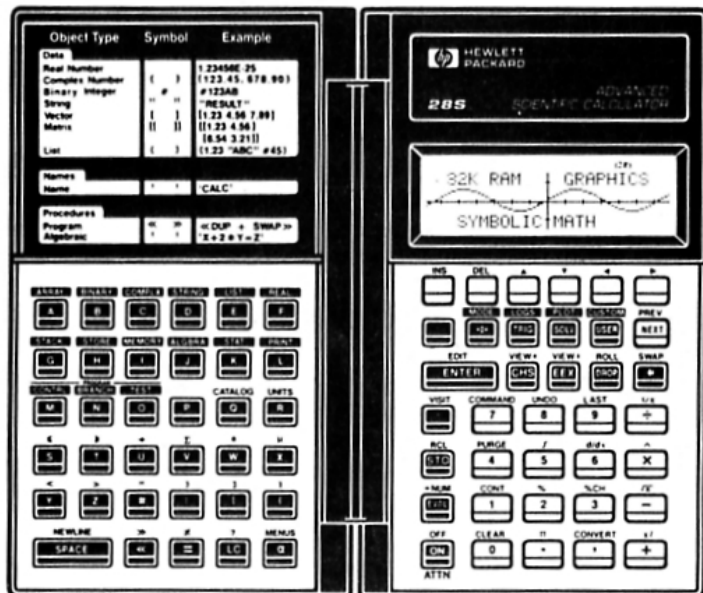 Object Type Symbol Example
Data
Real Number 1.23456E-25
Complex Number ( ) (123.45, 678.90)
Binary Integer # #123AB
String " " "RESULT"
Vector [ ] [1.23 4.56 7.89]
Matrix [[ ]] [[1.23 4.56]
[6.54 3.21]]
List { } {1.23 "ABC" #45}
Names
Name ' ' 'CALC'
Procedures
Program « » «DUP + SWAP»
Algebraic ' ' 'X+2*Y=Z'
ARRAY BINARY COMPLX STRING LIST REAL
A B C D E F
STACK STORE MEMORY ALGBRA STAT PRINT
G H I J K L
CONTRL BRANCH TEST CATALOG UNITS
M N O P Q R
S T U V W X
Y Z
NEWLINE » ≠ ? MENUS
SPACE « = LC α
hp HEWLETT
PACKARD
28S ADVANCED
SCIENTIFIC CALCULATOR
32K RAM GRAPHICS
SYMBOLIC MATH
INS DEL ▲ ▼ ◄ ►
MODE LOGS PLOT CUSTOM PREV
TRIG SOLV USER NEXT
EDIT VIEW▲ VIEW▼ ROLL SWAP
ENTER CHS EEX DROP
VISIT COMMAND UNDO LAST 1/x
7 8 9 ÷
RCL PURGE ∫ d/dx ^
STO 4 5 6 ×
→NUM CONT % %CH √x
EVAL 1 2 3 −
OFF CLEAR π CONVERT
ON 0 . , +
ATTN